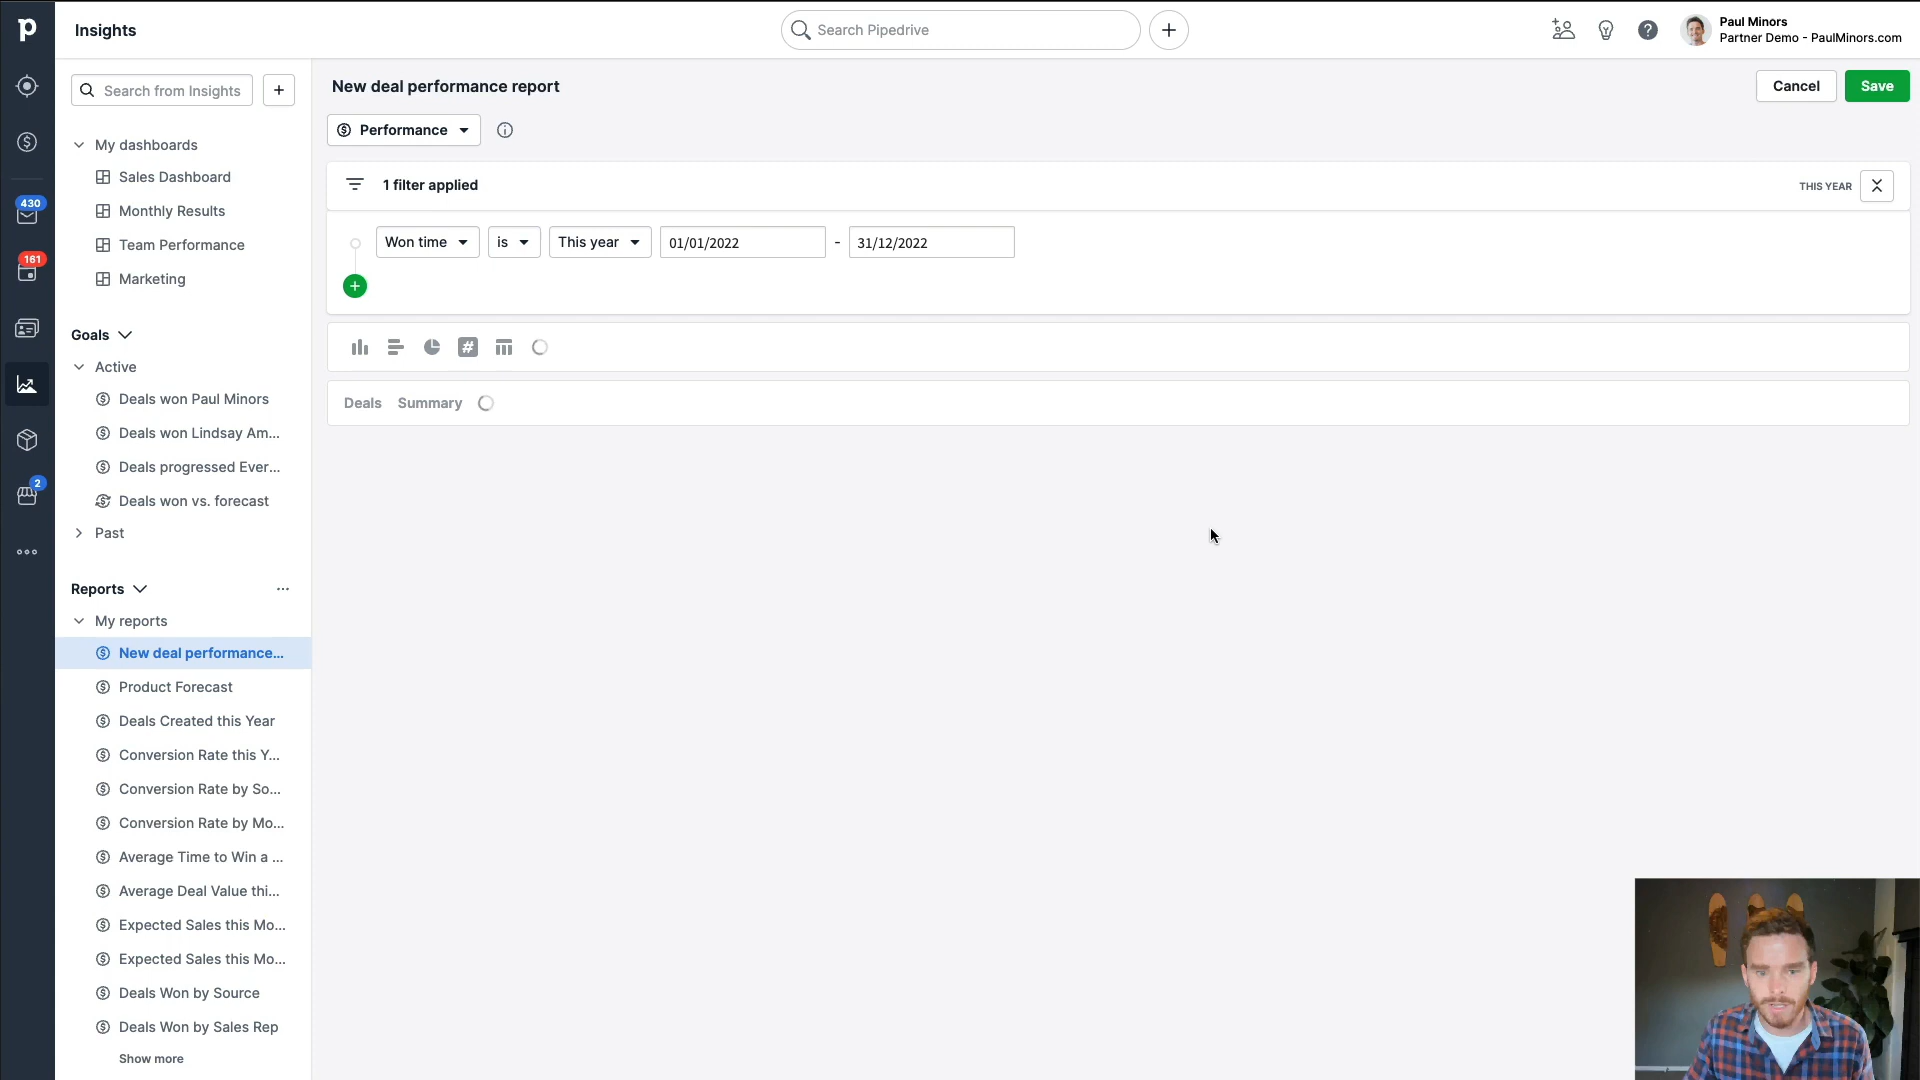 Insights
Search Pipedrive
Paul Minors
Partner Demo - PaulMinors.com
430
161
2
Search from Insights
My dashboards
Sales Dashboard
Monthly Results
Team Performance
Marketing
Goals
Active
Deals won Paul Minors
Deals won Lindsay Am...
Deals progressed Ever...
Deals won vs. forecast
Past
Reports
My reports
New deal performance...
Product Forecast
Deals Created this Year
Conversion Rate this Y...
Conversion Rate by So...
Conversion Rate by Mo...
Average Time to Win a ...
Average Deal Value thi...
Expected Sales this Mo...
Expected Sales this Mo...
Deals Won by Source
Deals Won by Sales Rep
Show more
New deal performance report
Cancel
Save
Performance
1 filter applied
THIS YEAR
Won time is This year 01/01/2022 - 31/12/2022
Deals Summary